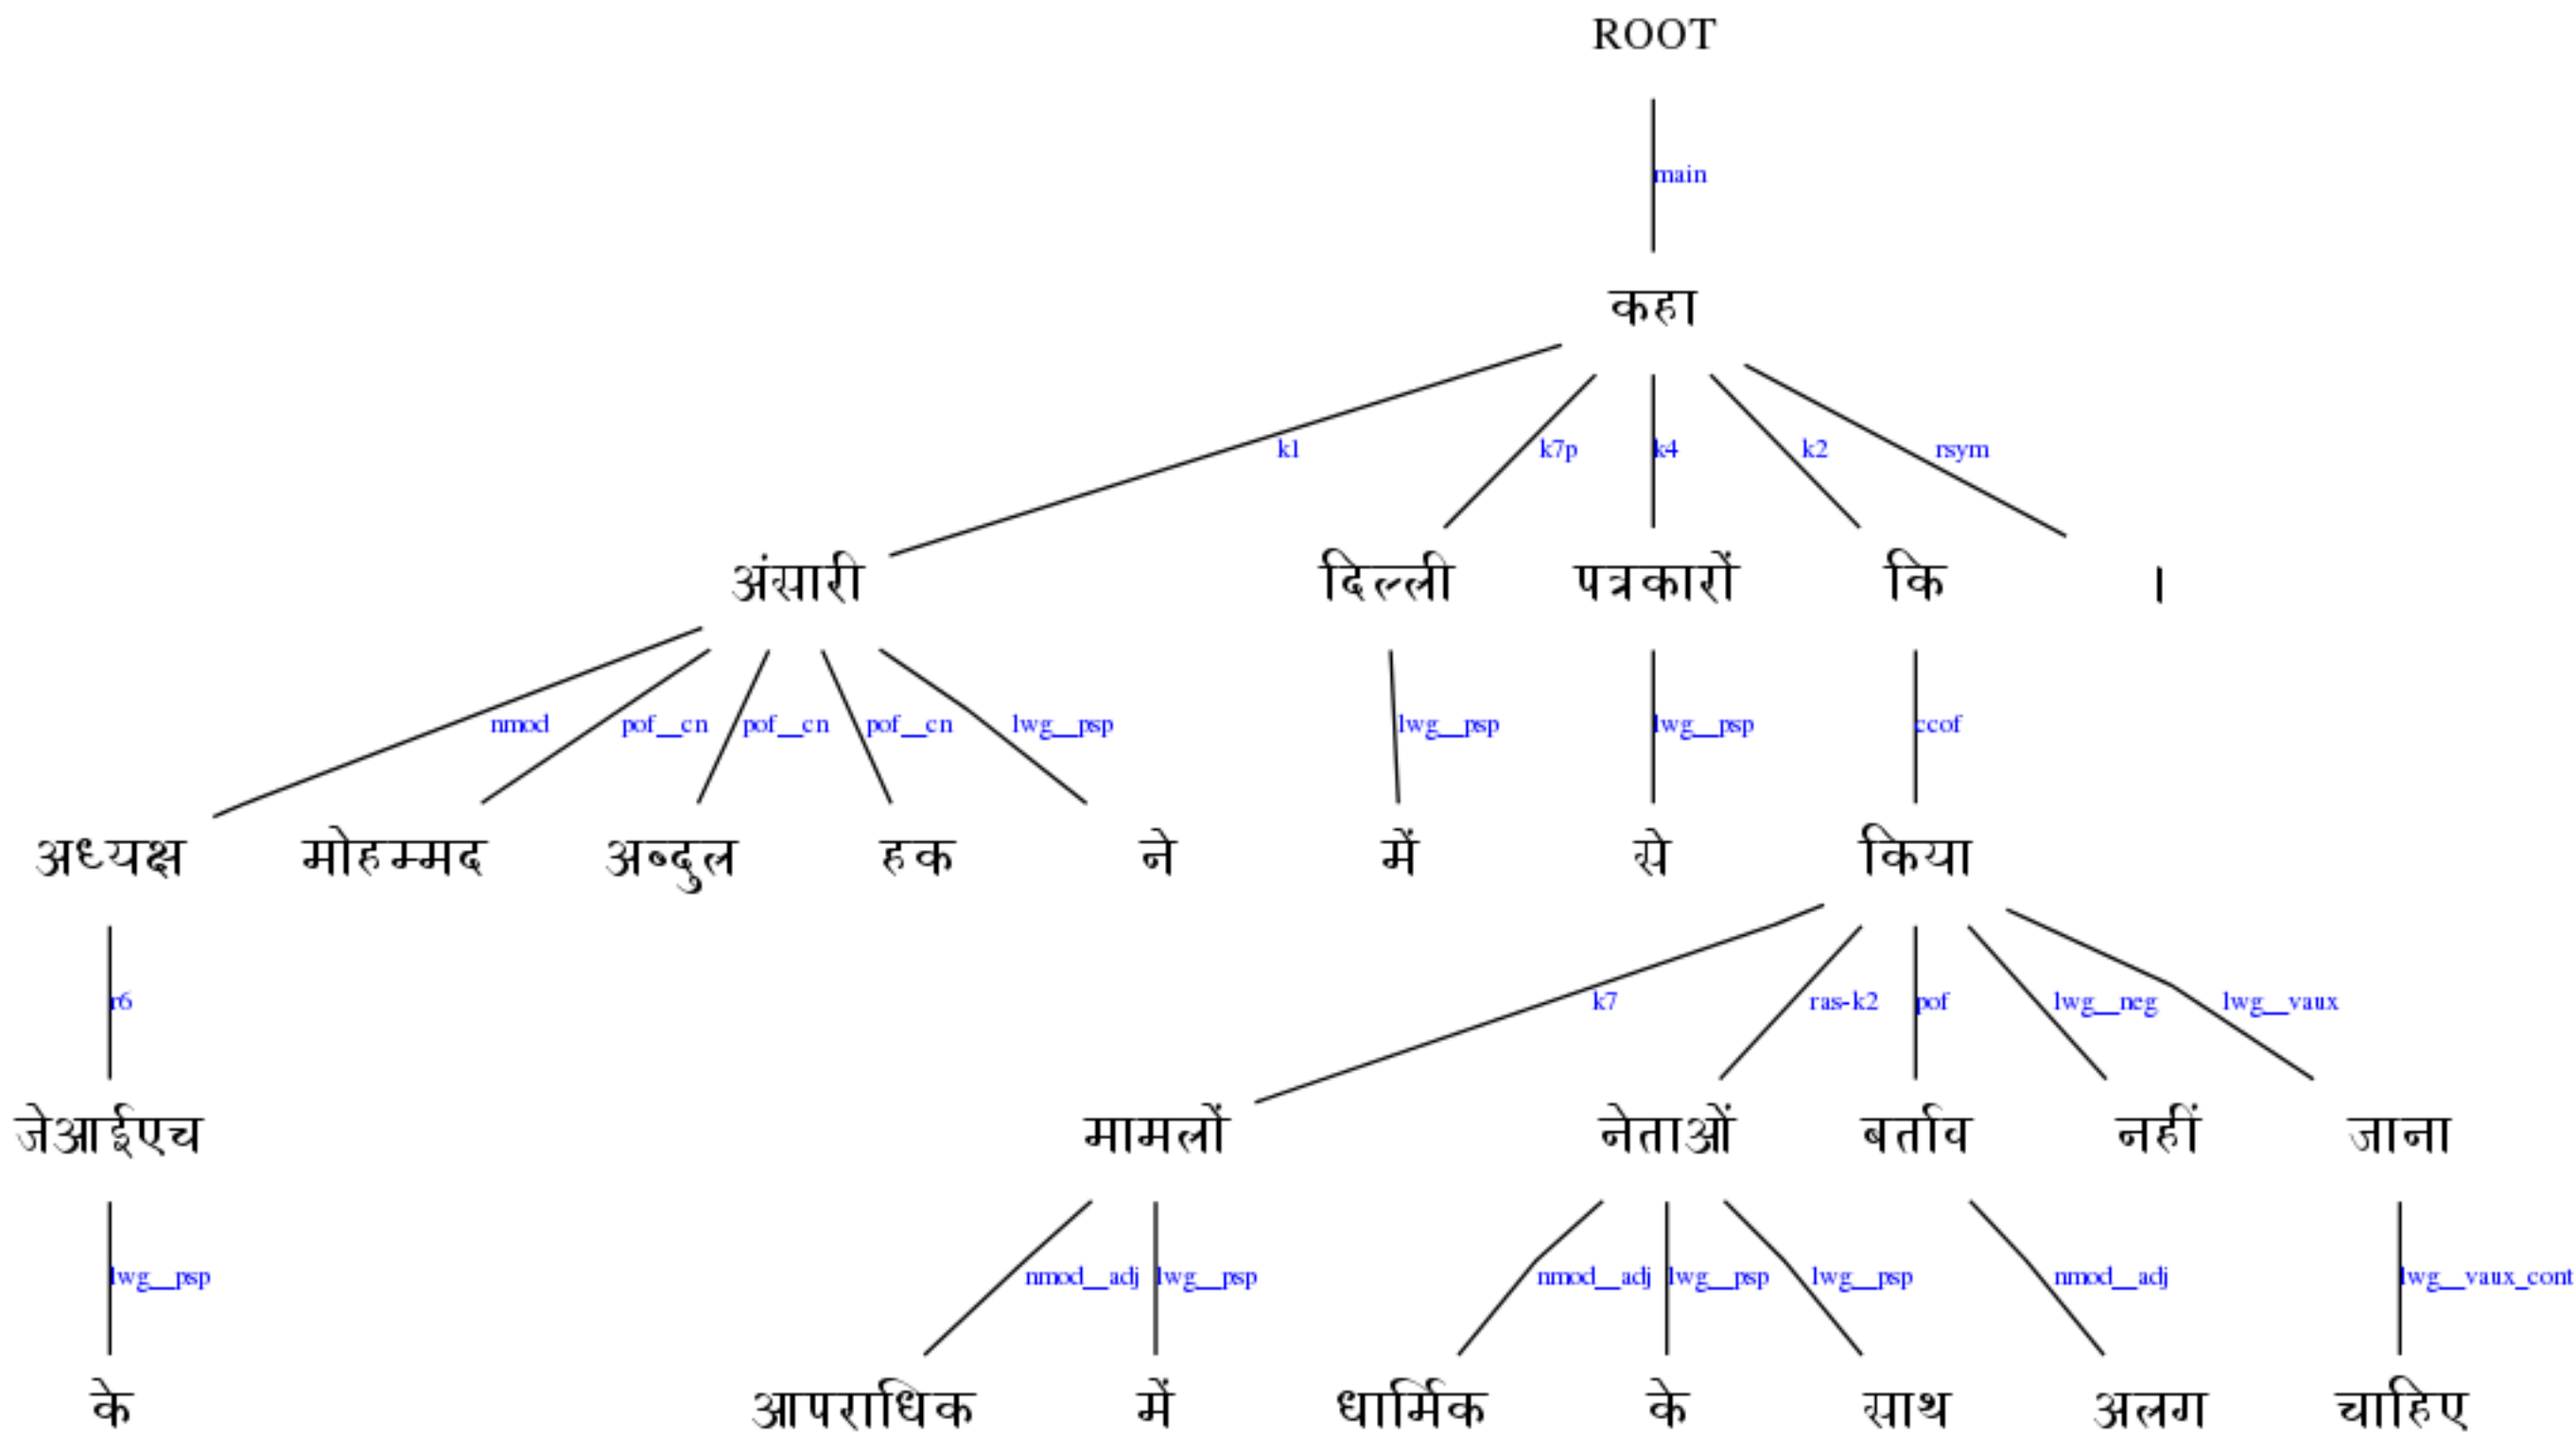 ROOT
main
कहा
k1 k7p k4 k2 rsym
अंसारी दिल्ली पत्रकारों कि ।
nmod pof__cn pof__cn pof__cn lwg__psp lwg__psp lwg__psp ccof
अध्यक्ष मोहम्मद अब्दुल हक ने में से किया
r6 k7 ras-k2 pof lwg__neg lwg__vaux
जेआईएच मामलों नेताओं बर्ताव नहीं जाना
lwg__psp nmod__adj lwg__psp nmod__adj lwg__psp lwg__psp nmod__adj lwg__vaux_cont
के आपराधिक में धार्मिक के साथ अलग चाहिए